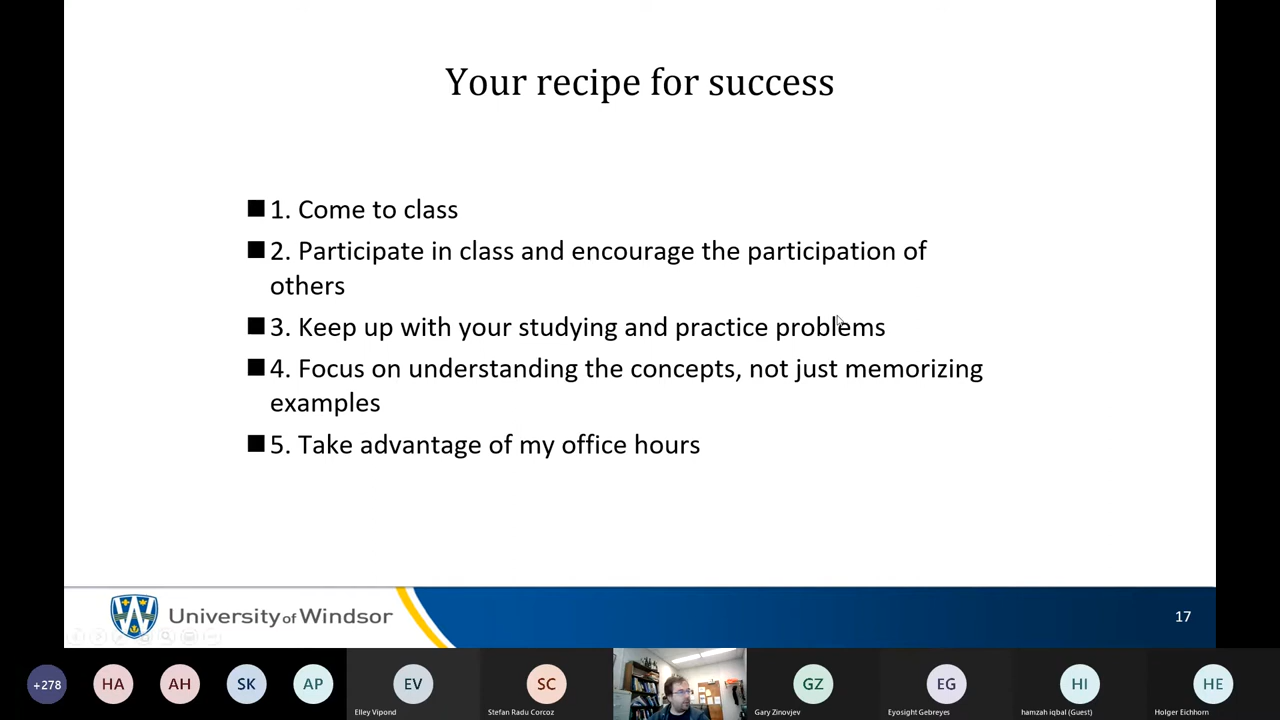 Your recipe for success
1. Come to class
2. Participate in class and encourage the participation of
others
3. Keep up with your studying and practice problems
4. Focus on understanding the concepts, not just memorizing
examples
5. Take advantage of my office hours
University of Windsor
17
+278
HA
AH
SK
AP
EV
SC
GZ
EG
HI
HE
Elley Vipond
Stefan Radu Corcoz
Gary Zinovjev
Eyosight Gebreyes
hamzah iqbal (Guest)
Holger Eichhorn